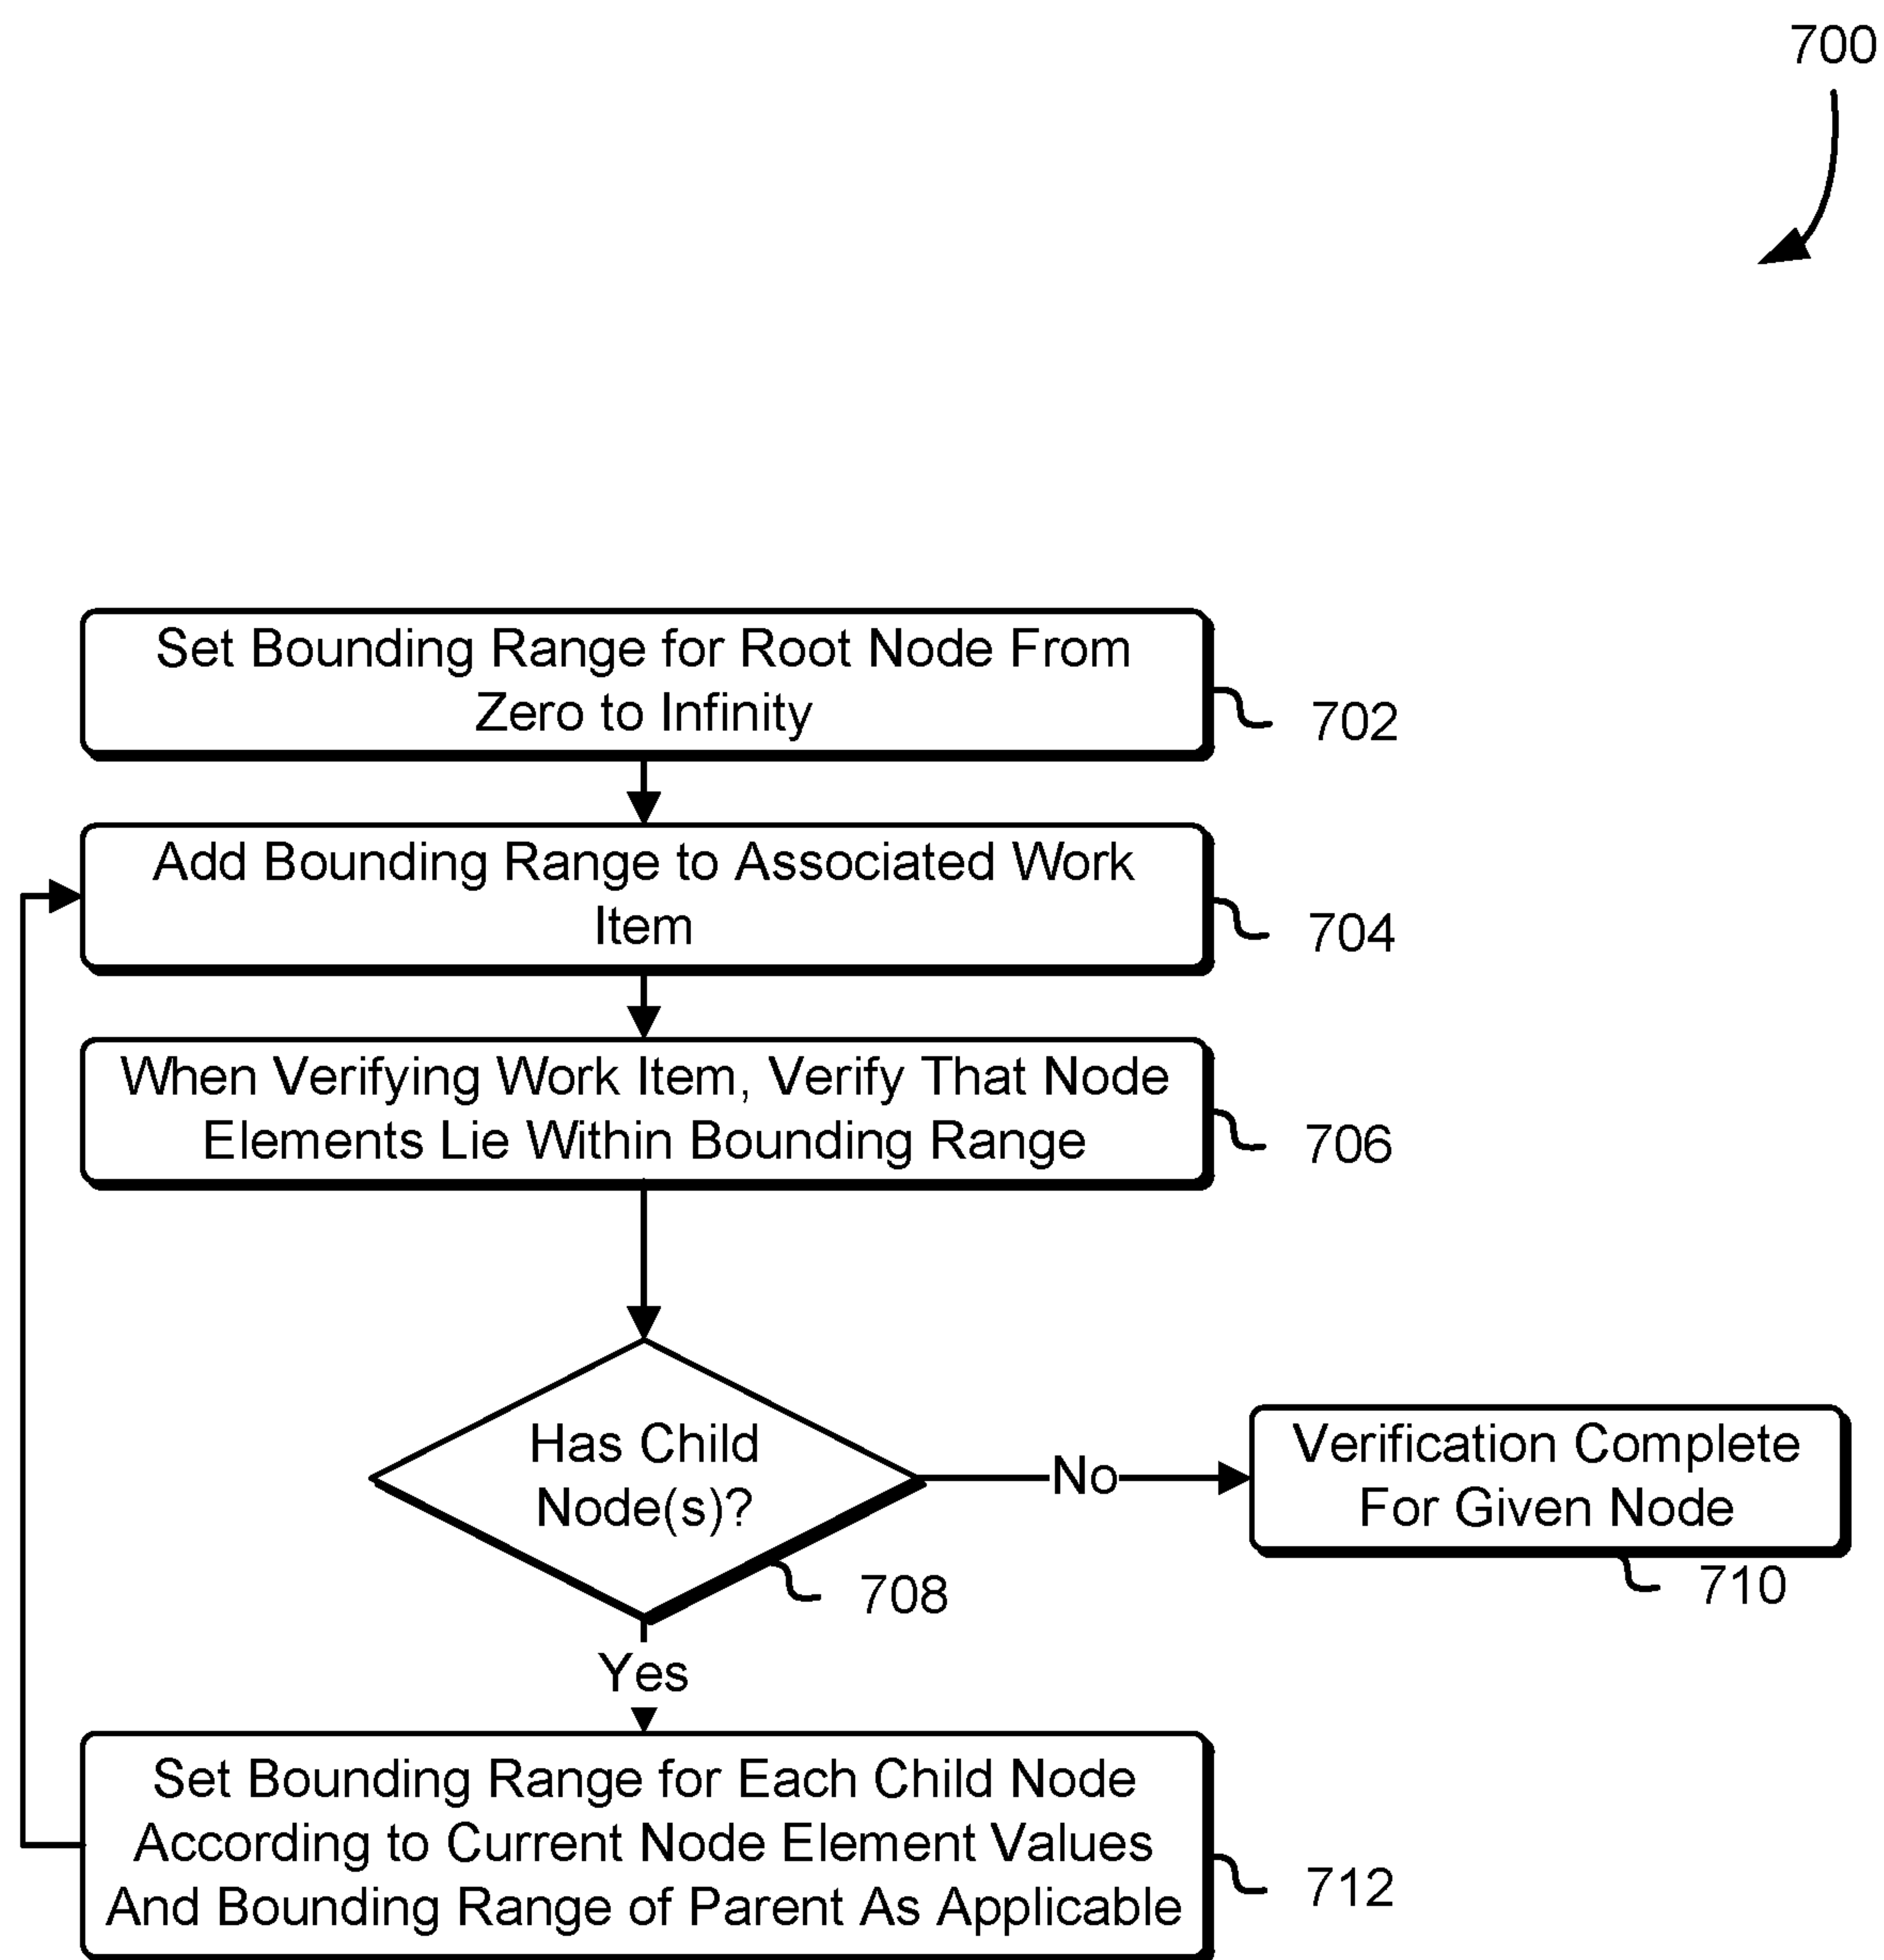 700
Set Bounding Range for Root Node From
Zero to Infinity
702
Add Bounding Range to Associated Work
Item
704
When Verifying Work Item, Verify That Node
Elements Lie Within Bounding Range
706
Has Child
Node(s)?
708
No
Verification Complete
For Given Node
710
Yes
Set Bounding Range for Each Child Node
According to Current Node Element Values
And Bounding Range of Parent As Applicable
712